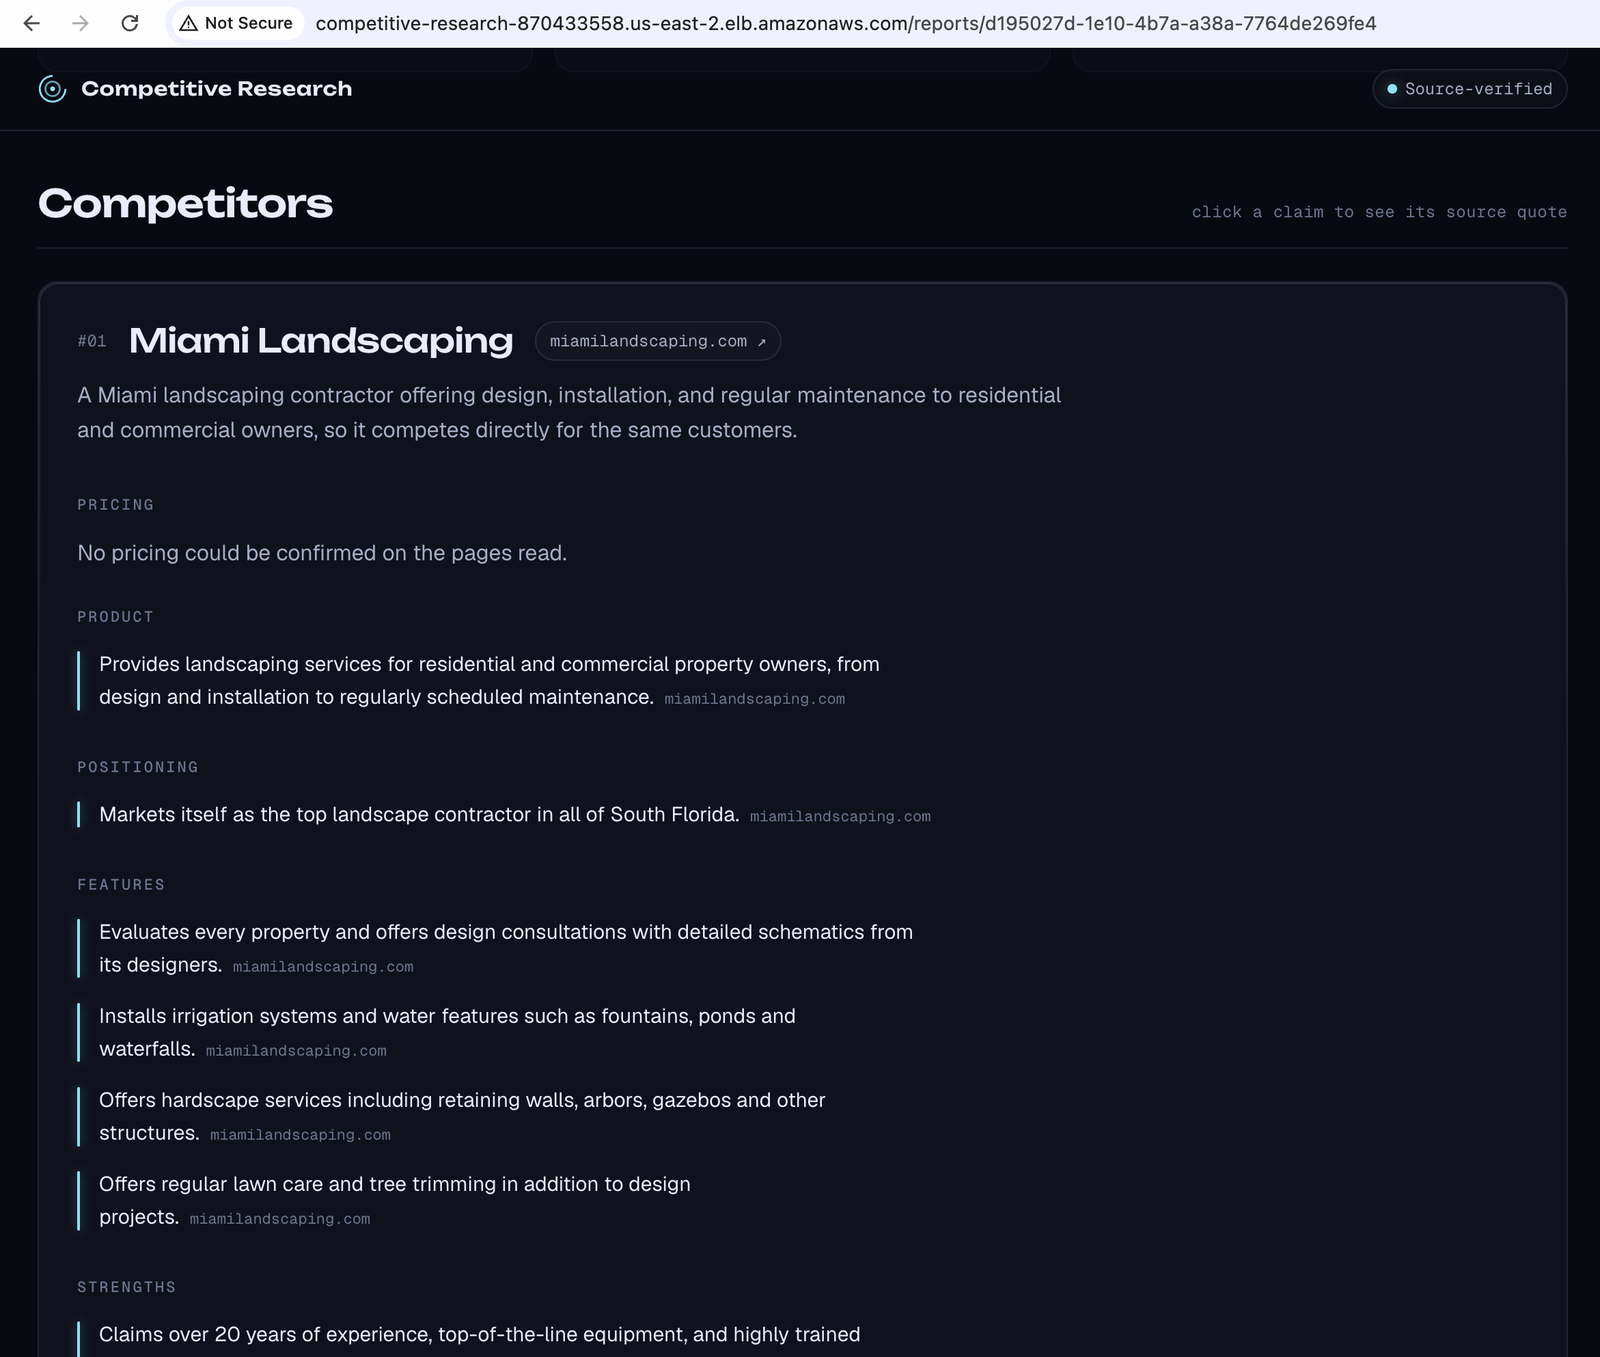 Not Secure
competitive-research-870433558.us-east-2.elb.amazonaws.com/reports/d195027d-1e10-4b7a-a38a-7764de269fe4
Competitive Research
Source-verified
Competitors
click a claim to see its source quote
#01 Miami Landscaping miamilandscaping.com ↗
A Miami landscaping contractor offering design, installation, and regular maintenance to residential
and commercial owners, so it competes directly for the same customers.
PRICING
No pricing could be confirmed on the pages read.
PRODUCT
Provides landscaping services for residential and commercial property owners, from
design and installation to regularly scheduled maintenance. miamilandscaping.com
POSITIONING
Markets itself as the top landscape contractor in all of South Florida. miamilandscaping.com
FEATURES
Evaluates every property and offers design consultations with detailed schematics from
its designers. miamilandscaping.com
Installs irrigation systems and water features such as fountains, ponds and
waterfalls. miamilandscaping.com
Offers hardscape services including retaining walls, arbors, gazebos and other
structures. miamilandscaping.com
Offers regular lawn care and tree trimming in addition to design
projects. miamilandscaping.com
STRENGTHS
Claims over 20 years of experience, top-of-the-line equipment, and highly trained